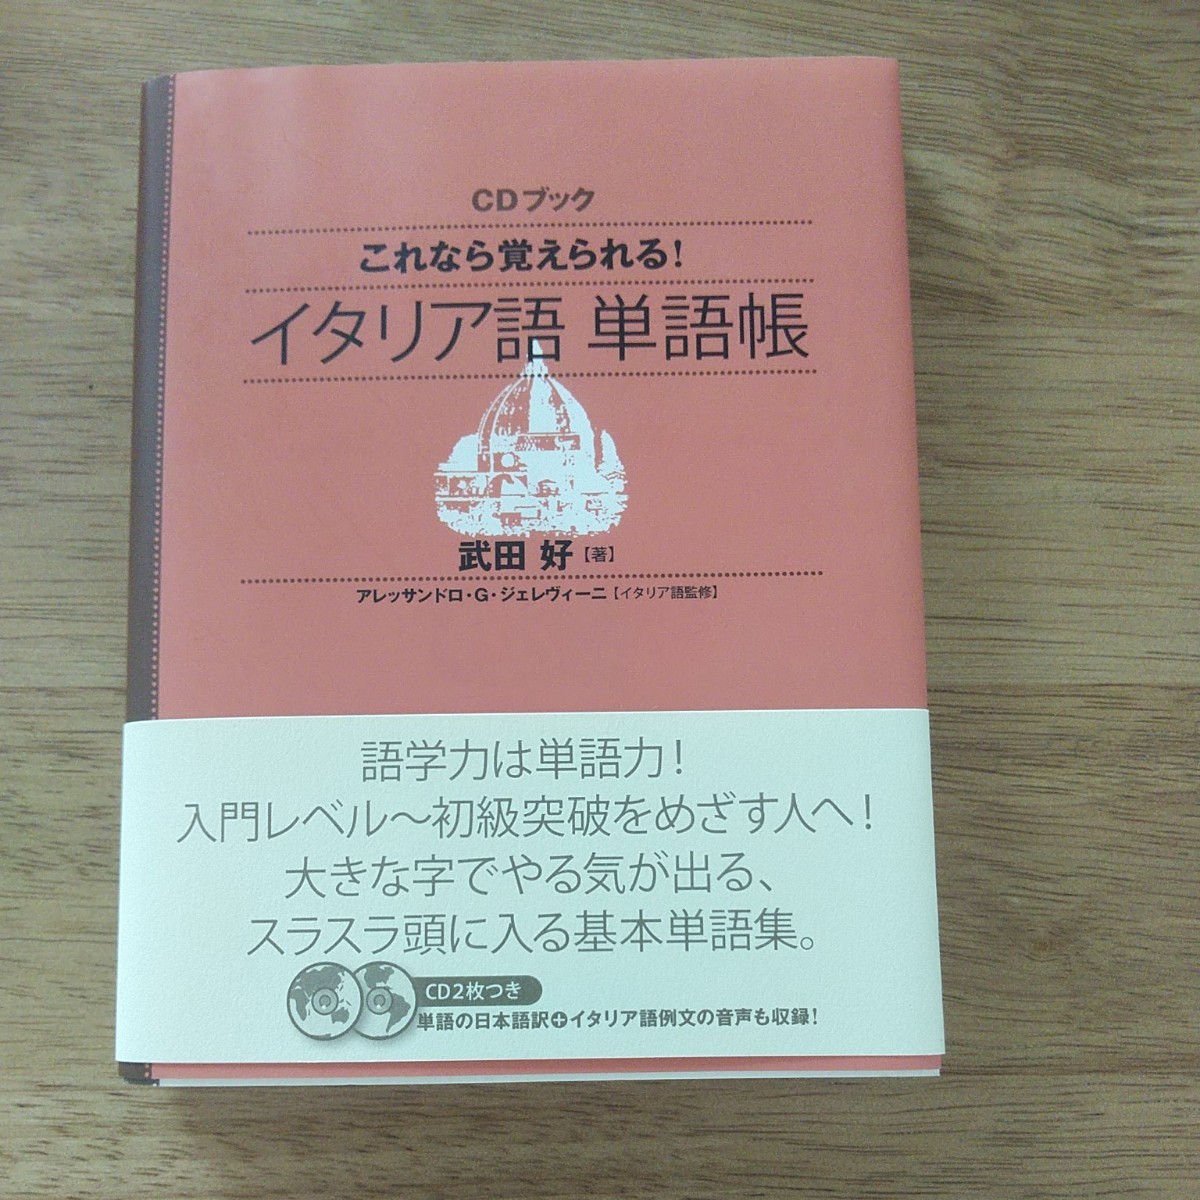 CDブック
これなら覚えられる!
イタリア語 単語帳
武田 好【著】
アレッサンドロ・G・ジェレヴィーニ【イタリア語監修】
語学力は単語力!
入門レベル〜初級突破をめざす人へ!
大きな字でやる気が出る、
スラスラ頭に入る基本単語集。
CD2枚つき
単語の日本語訳+イタリア語例文の音声も収録!